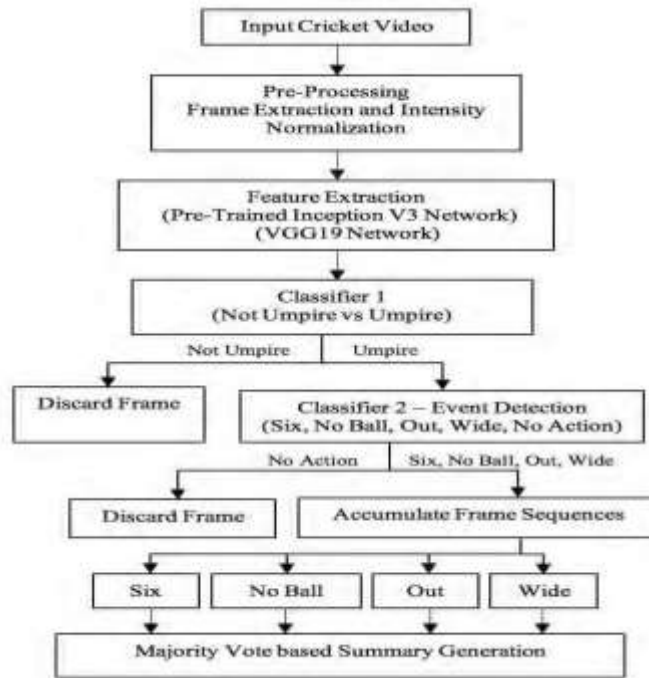 Input Cricket Video
Pre-Processing
Frame Extraction and Intensity
Normalization
Feature Extraction
(Pre-Trained Inception V3 Network)
(VGG19 Network)
Classifier 1
(Not Umpire vs Umpire)
Not Umpire
Umpire
Discard Frame
Classifier 2 – Event Detection
(Six, No Ball, Out, Wide, No Action)
No Action
Six, No Ball, Out, Wide
Discard Frame
Accumulate Frame Sequences
Six
No Ball
Out
Wide
Majority Vote based Summary Generation